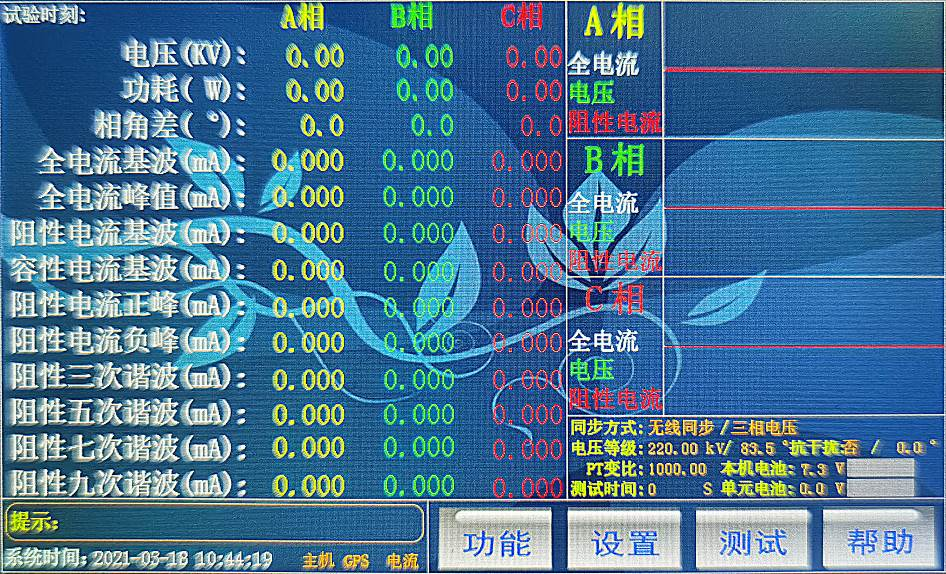 试验时刻: A相 B相 C相
电压(KV): 0.00 0.00 0.00
功耗( W): 0.00 0.00 0.00
相角差( °): 0.0 0.0 0.0
全电流基波(mA): 0.000 0.000 0.000
全电流峰值(mA): 0.000 0.000 0.000
阻性电流基波(mA): 0.000 0.000 0.000
容性电流基波(mA): 0.000 0.000 0.000
阻性电流正峰(mA): 0.000 0.000 0.000
阻性电流负峰(mA): 0.000 0.000 0.000
阻性三次谐波(mA): 0.000 0.000 0.000
阻性五次谐波(mA): 0.000 0.000 0.000
阻性七次谐波(mA): 0.000 0.000 0.000
阻性九次谐波(mA): 0.000 0.000 0.000
A相
全电流
电压
阻性电流
B相
全电流
电压
阻性电流
C相
全电流
电压
阻性电流
同步方式:无线同步 /三相电压
电压等级:220.00 kV/ 83.5 °抗干扰:否 / 0.0 °
PT变比:1000.00 本机电池:7.3 V
测试时间:0 S 单元电池:0.0 V
提示:
系统时间:2021-03-18 10:44:19 主机 GPS 电流
功能 设置 测试 帮助